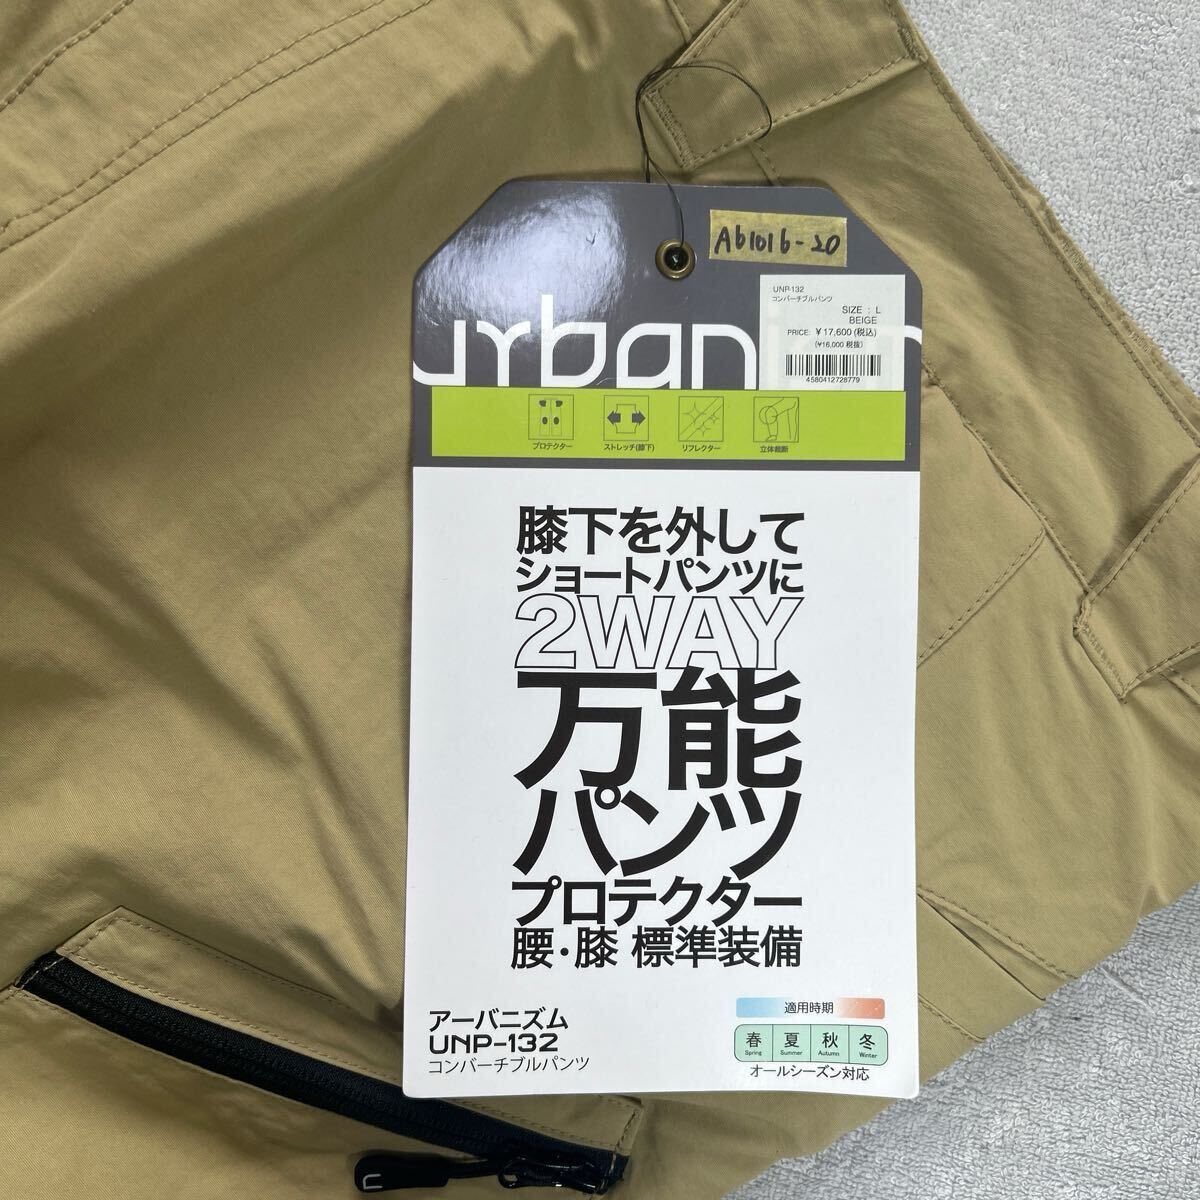 A61016-20
UNP-132
コンバーチブルパンツ
SIZE : L
BEIGE
PRICE: ¥17,600(税込)
(¥16,000 税抜)
4580412728779
urban
プロテクター
ストレッチ(膝下)
リフレクター
立体裁断
膝下を外して
ショートパンツに
2WAY
万能
パンツ
プロテクター
腰・膝 標準装備
アーバニズム
UNP-132
コンバーチブルパンツ
適用時期
春 夏 秋 冬
Spring Summer Autumn Winter
オールシーズン対応